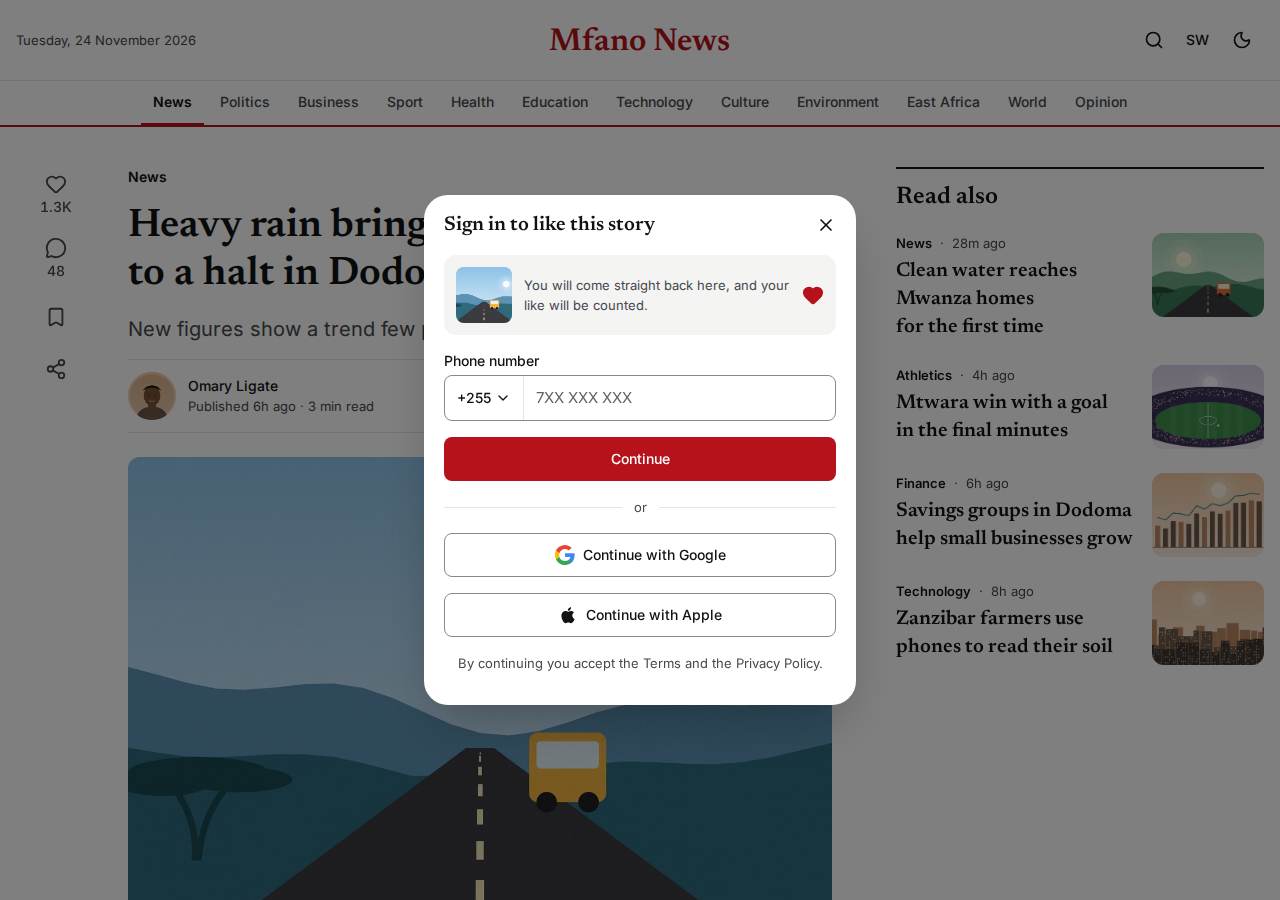 Tuesday, 24 November 2026
Mfano News
SW
News
Politics
Business
Sport
Health
Education
Technology
Culture
Environment
East Africa
World
Opinion
1.3K
48
News
Heavy rain bring
to a halt in Dodo
New figures show a trend few
Omary Ligate
Published 6h ago · 3 min read
Sign in to like this story
You will come straight back here, and your
like will be counted.
Phone number
+255
7XX XXX XXX
Continue
or
Continue with Google
Continue with Apple
By continuing you accept the Terms and the Privacy Policy.
Read also
News · 28m ago
Clean water reaches
Mwanza homes
for the first time
Athletics · 4h ago
Mtwara win with a goal
in the final minutes
Finance · 6h ago
Savings groups in Dodoma
help small businesses grow
Technology · 8h ago
Zanzibar farmers use
phones to read their soil